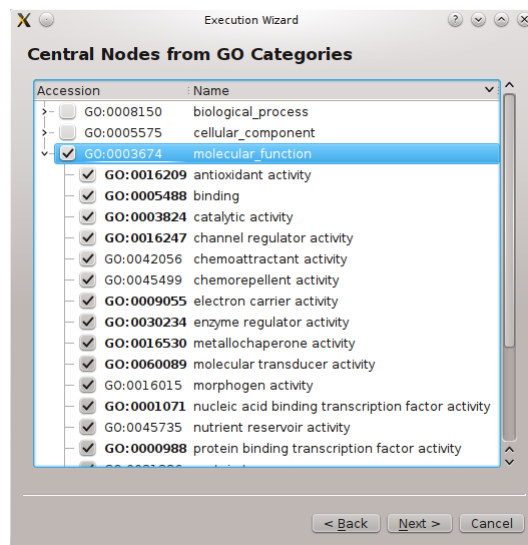 Execution Wizard
Central Nodes from GO Categories
Accession Name
GO:0008150 biological_process
GO:0005575 cellular_component
GO:0003674 molecular_function
GO:0016209 antioxidant activity
GO:0005488 binding
GO:0003824 catalytic activity
GO:0016247 channel regulator activity
GO:0042056 chemoattractant activity
GO:0045499 chemorepellent activity
GO:0009055 electron carrier activity
GO:0030234 enzyme regulator activity
GO:0016530 metallochaperone activity
GO:0060089 molecular transducer activity
GO:0016015 morphogen activity
GO:0001071 nucleic acid binding transcription factor activity
GO:0045735 nutrient reservoir activity
GO:0000988 protein binding transcription factor activity
< Back Next > Cancel